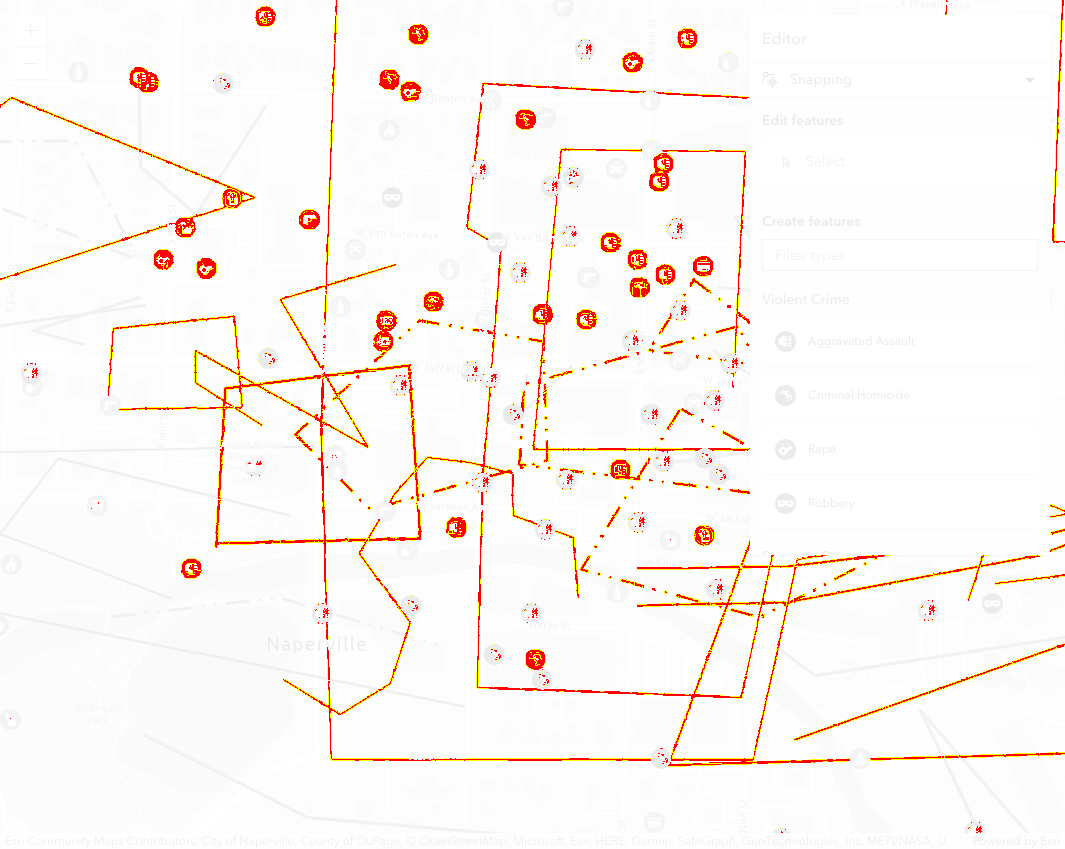 Editor
Snapping
Edit features
Select
Create features
Filter types
Violent Crime
Aggravated Assault
Criminal Homicide
Rape
Robbery
W Van Buren Ave
Naperville
Esri Community Maps Contributors, City of Naperville, County of DuPage, © OpenStreetMap, Microsoft, Esri, HERE, Garmin, SafeGraph, GeoTechnologies, Inc, METI/NASA, U... Powered by Esri